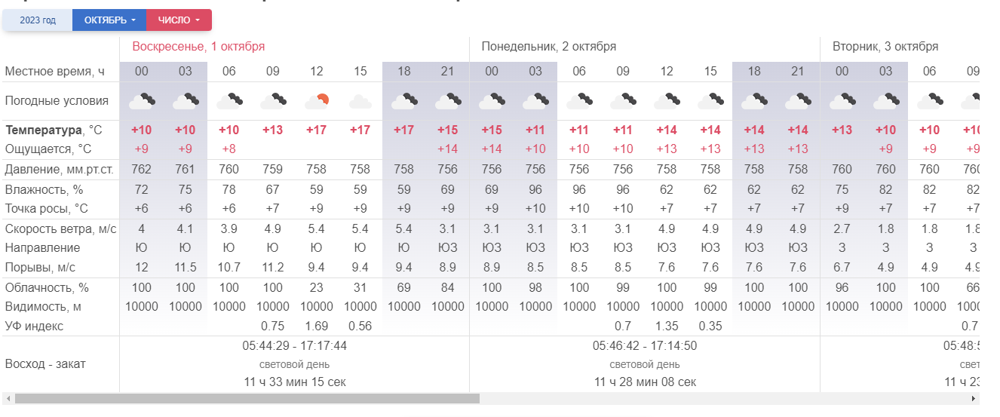 2023 год ОКТЯБРЬ ЧИСЛО
Воскресенье, 1 октября Понедельник, 2 октября Вторник, 3 октября
Местное время, ч 00 03 06 09 12 15 18 21 00 03 06 09 12 15 18 21 00 03 06 09
Погодные условия
Температура, °C +10 +10 +10 +13 +17 +17 +17 +15 +15 +11 +11 +11 +14 +14 +14 +14 +13 +10 +10 +10
Ощущается, °C +9 +9 +8 +14 +14 +10 +10 +10 +13 +13 +13 +13 +9 +9 +9
Давление, мм.рт.ст. 762 761 760 759 758 758 758 756 756 756 756 756 758 758 758 758 760 760 760 760
Влажность, % 72 75 78 67 59 59 59 69 69 96 96 96 62 62 62 62 75 82 82 82
Точка росы, °C +6 +6 +6 +7 +9 +9 +9 +9 +9 +10 +10 +10 +7 +7 +7 +7 +9 +7 +7 +7
Скорость ветра, м/с 4 4.1 3.9 4.9 5.4 5.4 5.4 3.1 3.1 3.1 3.1 3.1 4.9 4.9 4.9 4.9 2.7 1.8 1.8 1.8
Направление Ю Ю Ю Ю Ю Ю Ю ЮЗ ЮЗ ЮЗ ЮЗ ЮЗ ЮЗ ЮЗ ЮЗ ЮЗ З З З З
Порывы, м/с 12 11.5 10.7 11.2 9.4 9.4 9.4 8.9 8.9 8.5 8.5 8.5 7.6 7.6 7.6 7.6 6.7 4.9 4.9 4.9
Облачность, % 100 100 100 100 23 31 69 84 100 98 100 99 100 99 100 100 96 100 100 66
Видимость, м 10000 10000 10000 10000 10000 10000 10000 10000 10000 10000 10000 10000 10000 10000 10000 10000 10000 10000 10000 1000
УФ индекс 0.75 1.69 0.56 0.7 1.35 0.35 0.7
05:44:29 - 17:17:44 05:46:42 - 17:14:50 05:48:5
Восход - закат световой день световой день свет
11 ч 33 мин 15 сек 11 ч 28 мин 08 сек 11 ч 23